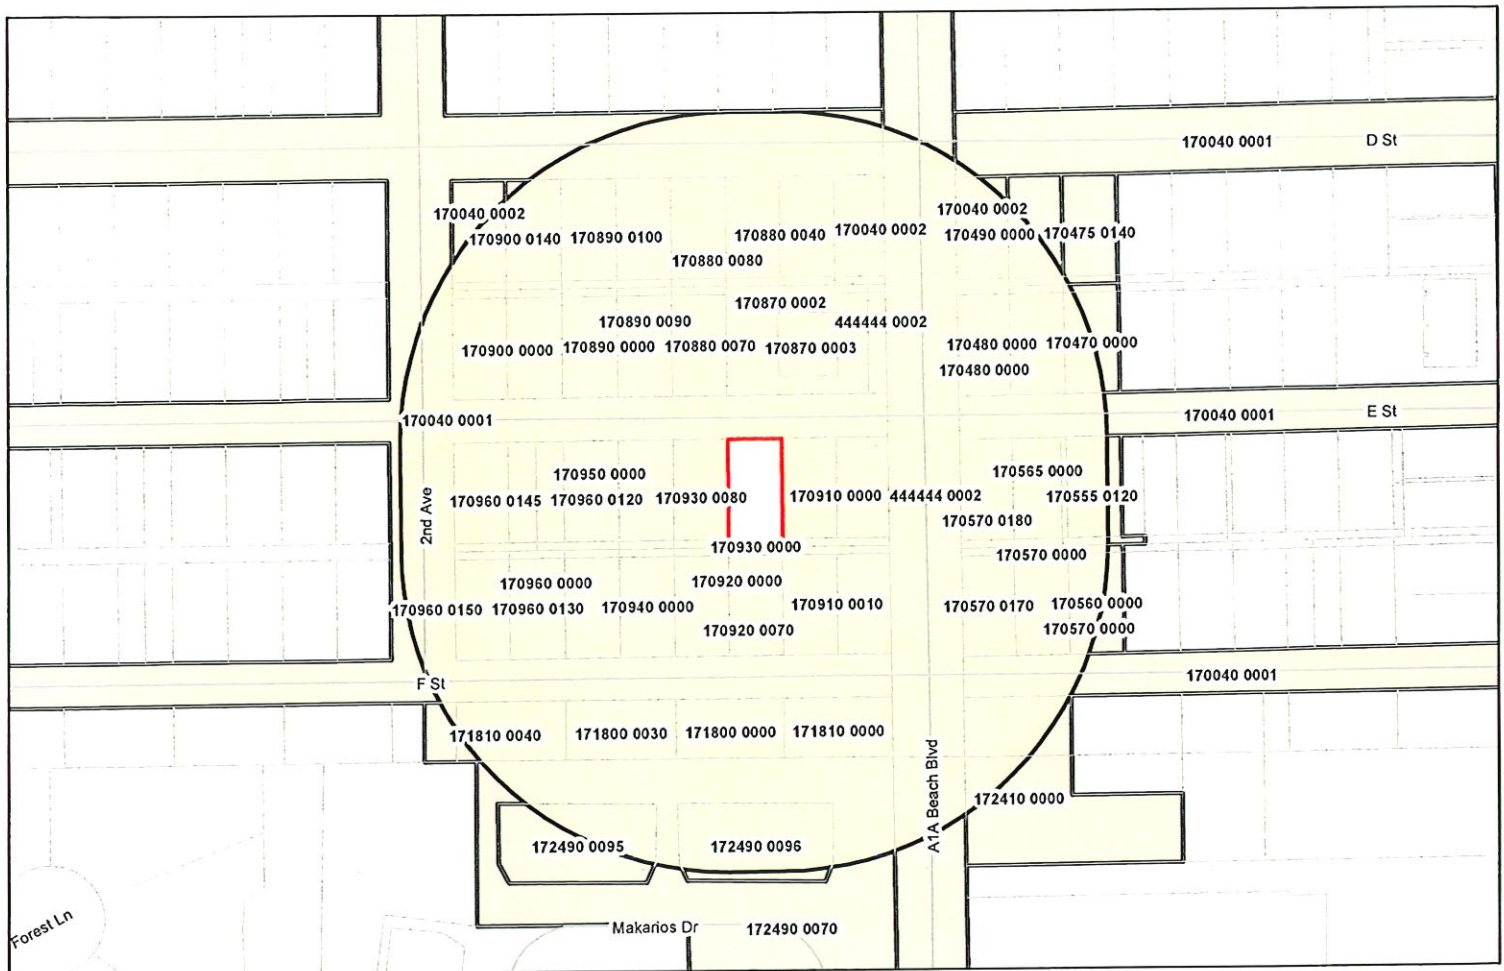 170040 0001 D St
170040 0002
170040 0002
170900 0140 170890 0100 170880 0040 170040 0002 170490 0000 170475 0140
170880 0080
170870 0002
170890 0090 444444 0002
170900 0000 170890 0000 170880 0070 170870 0003 170480 0000 170470 0000
170480 0000
170040 0001 170040 0001 E St
170950 0000 170565 0000
170960 0145 170960 0120 170930 0080 170910 0000 444444 0002 170555 0120
2nd Ave
170570 0180
170930 0000 170570 0000
170960 0000 170920 0000
170960 0150 170960 0130 170940 0000 170910 0010 170570 0170 170560 0000
170920 0070 170570 0000
F St 170040 0001
171810 0040 171800 0030 171800 0000 171810 0000
A1A Beach Blvd
172410 0000
172490 0095 172490 0096
Forest Ln
Makarios Dr 172490 0070